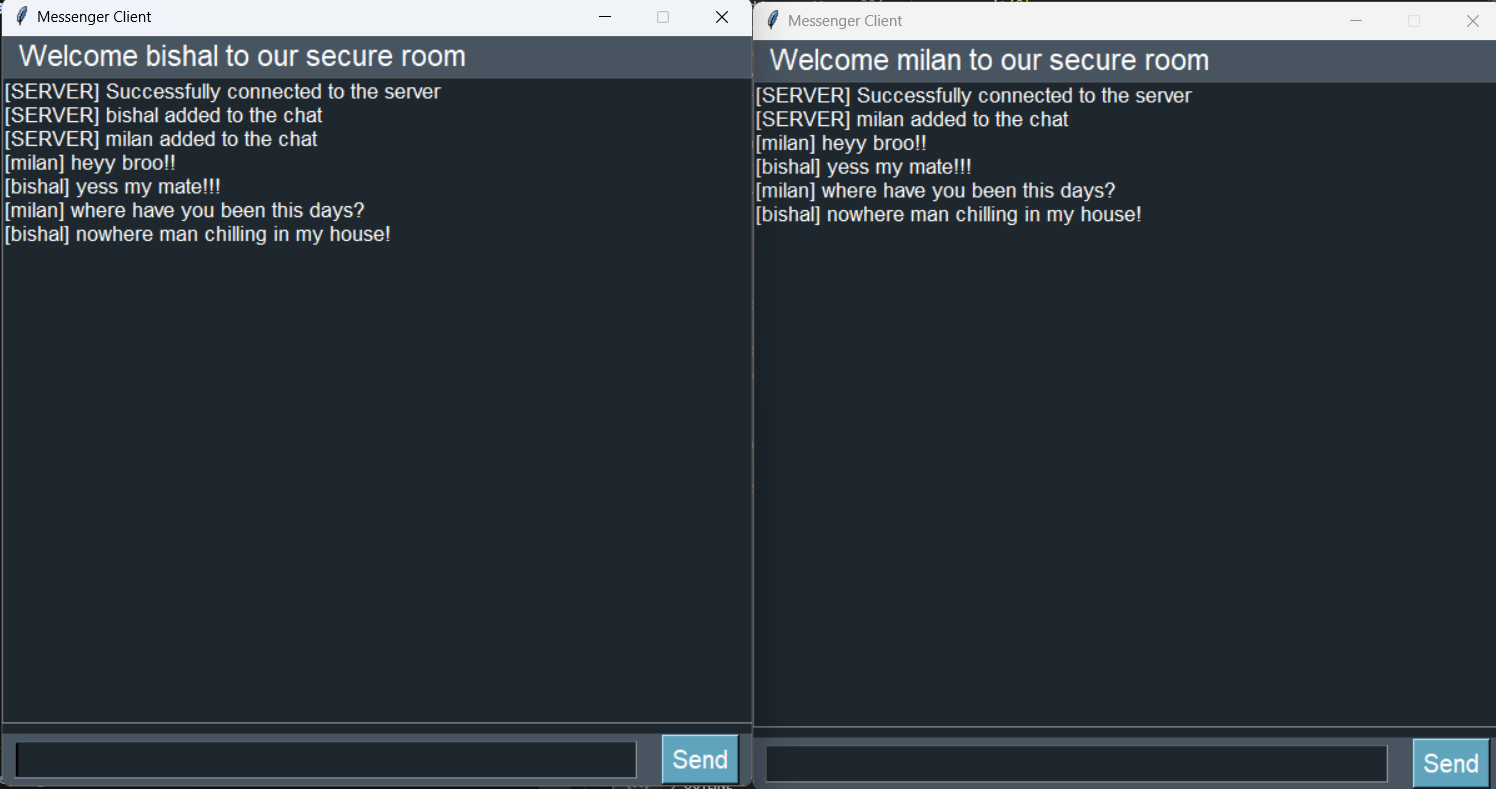 Messenger Client
Welcome bishal to our secure room
[SERVER] Successfully connected to the server
[SERVER] bishal added to the chat
[SERVER] milan added to the chat
[milan] heyy broo!!
[bishal] yess my mate!!!
[milan] where have you been this days?
[bishal] nowhere man chilling in my house!
Send
Messenger Client
Welcome milan to our secure room
[SERVER] Successfully connected to the server
[SERVER] milan added to the chat
[milan] heyy broo!!
[bishal] yess my mate!!!
[milan] where have you been this days?
[bishal] nowhere man chilling in my house!
Send